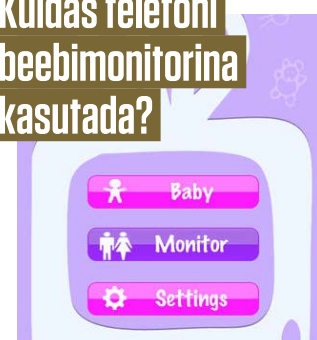 Kuidas telefoni
beebimonitorina
kasutada?
Baby
Monitor
Settings